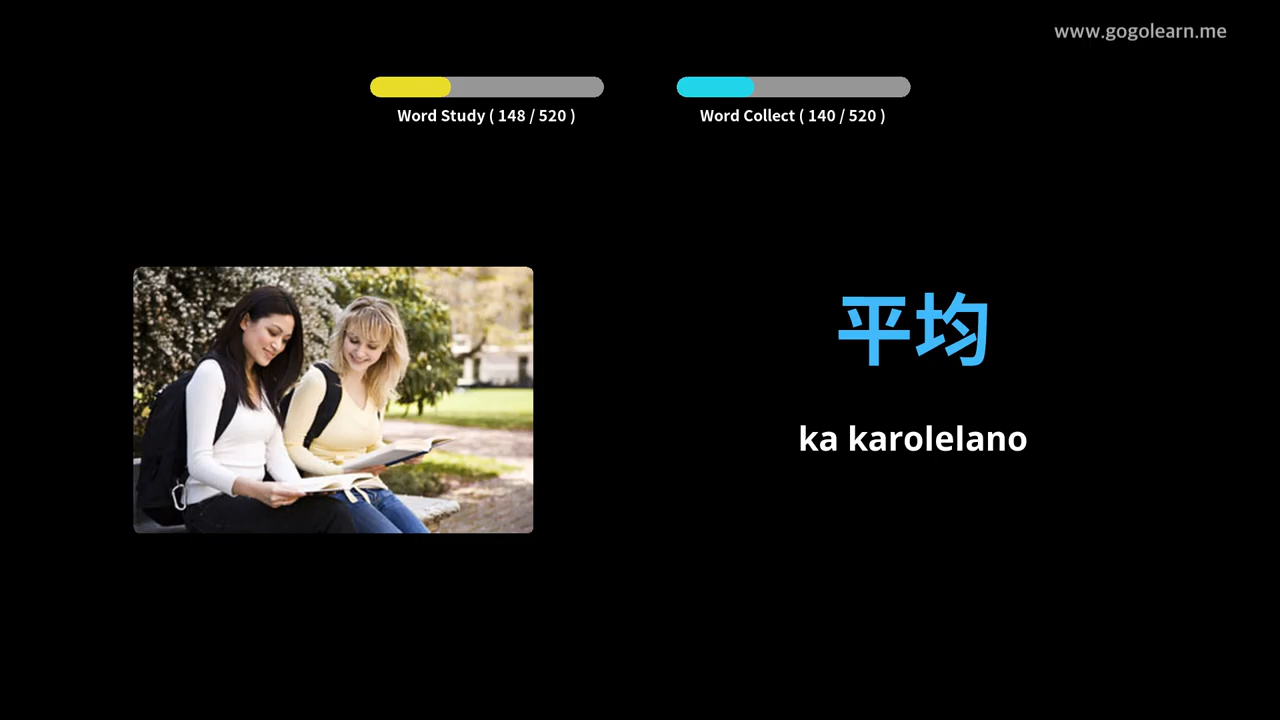 www.gogolearn.me
Word Study ( 148 / 520 )
Word Collect ( 140 / 520 )
平均
ka karolelano